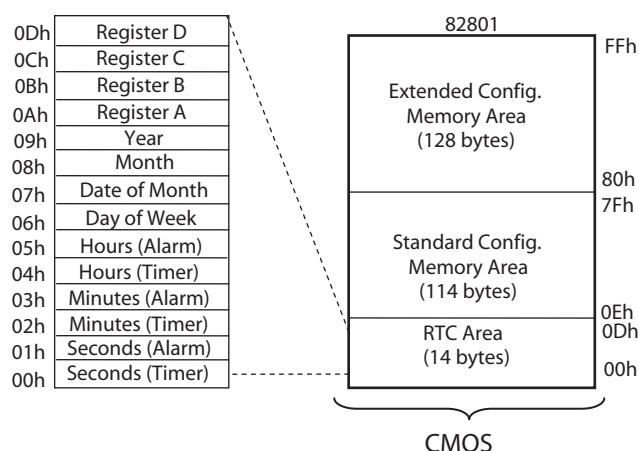 0Dh Register D
0Ch Register C
0Bh Register B
0Ah Register A
09h Year
08h Month
07h Date of Month
06h Day of Week
05h Hours (Alarm)
04h Hours (Timer)
03h Minutes (Alarm)
02h Minutes (Timer)
01h Seconds (Alarm)
00h Seconds (Timer)
82801
FFh
Extended Config.
Memory Area
(128 bytes)
80h
7Fh
Standard Config.
Memory Area
(114 bytes)
0Eh
0Dh
RTC Area
(14 bytes)
00h
CMOS